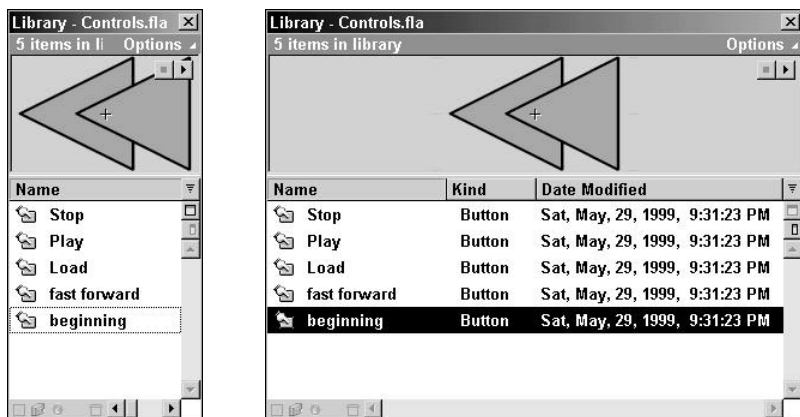 Library - Controls.fla
5 items in li Options
Name
Stop
Play
Load
fast forward
beginning
Library - Controls.fla
5 items in library Options
Name Kind Date Modified
Stop Button Sat, May, 29, 1999, 9:31:23 PM
Play Button Sat, May, 29, 1999, 9:31:23 PM
Load Button Sat, May, 29, 1999, 9:31:23 PM
fast forward Button Sat, May, 29, 1999, 9:31:23 PM
beginning Button Sat, May, 29, 1999, 9:31:23 PM